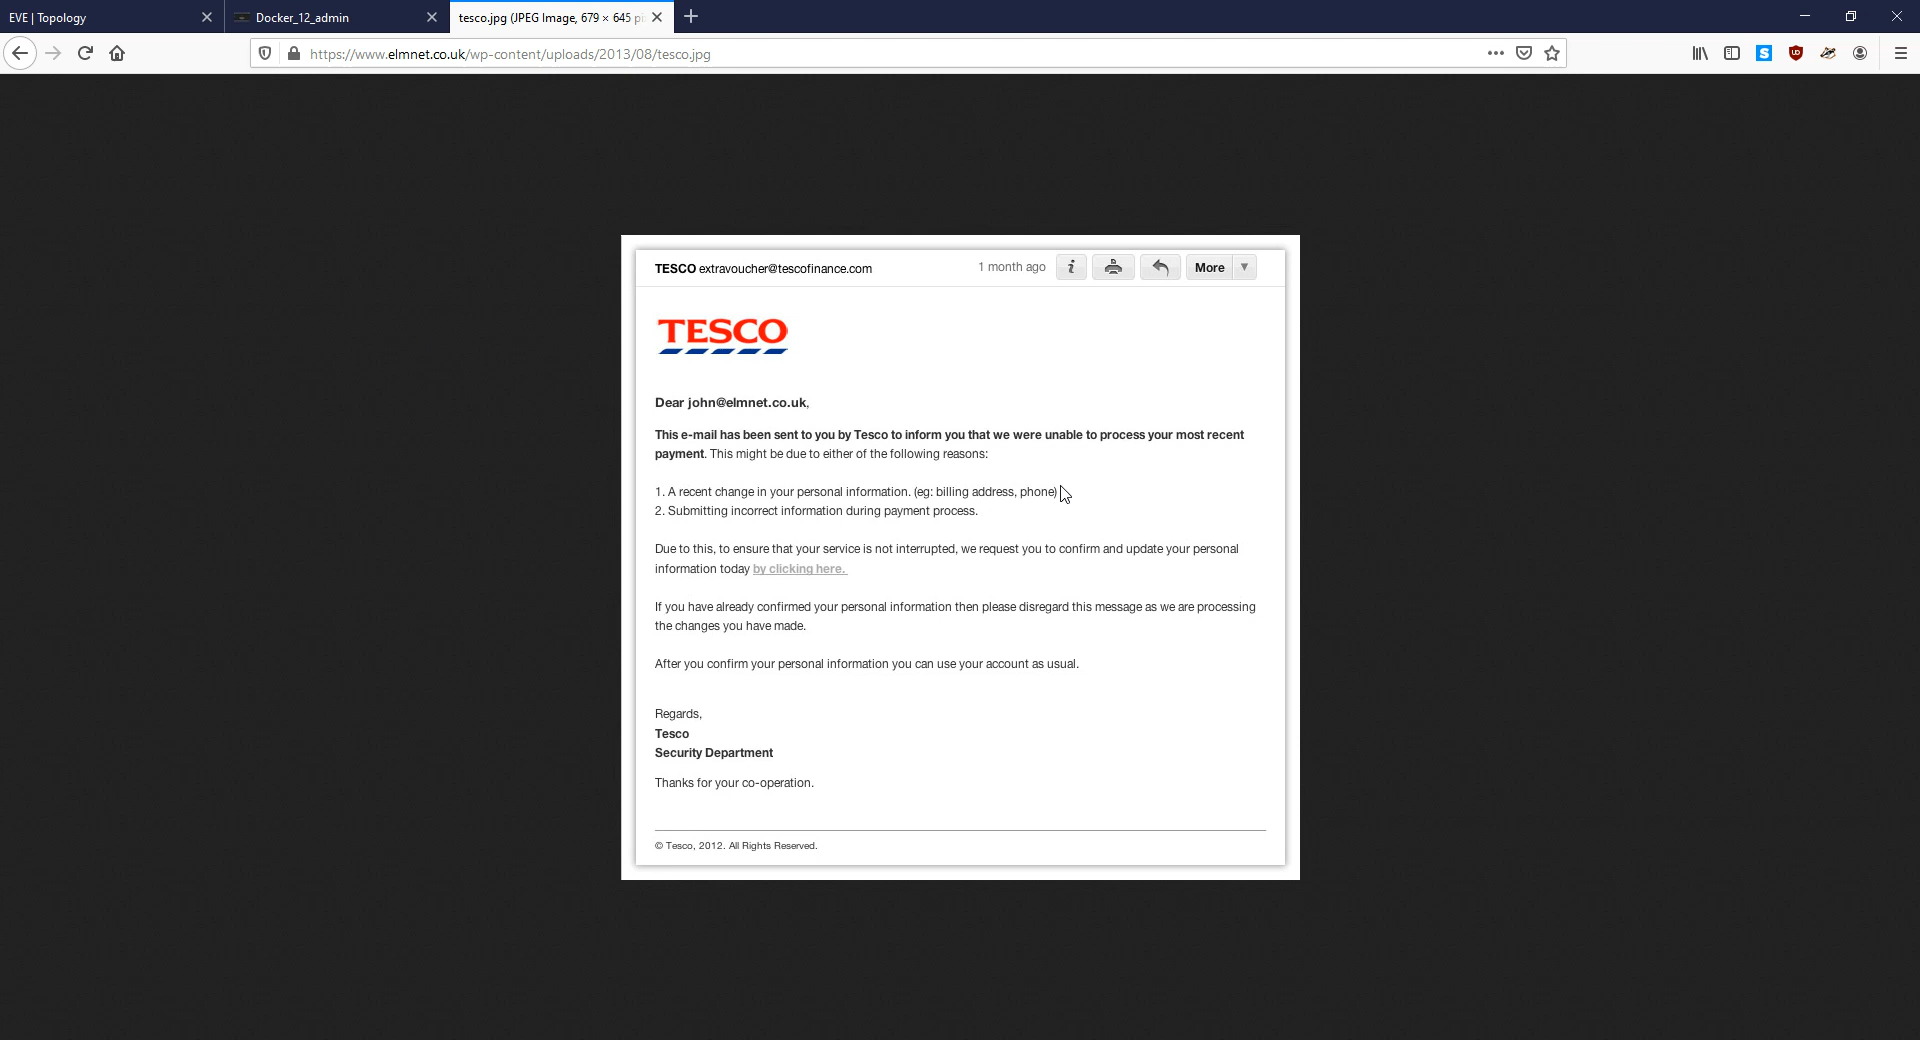 EVE | Topology
Docker_12_admin
tesco.jpg (JPEG Image, 679 × 645 pi
https://www.elmnet.co.uk/wp-content/uploads/2013/08/tesco.jpg
TESCO extravoucher@tescofinance.com
1 month ago
i
More
TESCO
Dear john@elmnet.co.uk,
This e-mail has been sent to you by Tesco to inform you that we were unable to process your most recent
payment. This might be due to either of the following reasons:
1. A recent change in your personal information. (eg: billing address, phone)
2. Submitting incorrect information during payment process.
Due to this, to ensure that your service is not interrupted, we request you to confirm and update your personal
information today by clicking here.
If you have already confirmed your personal information then please disregard this message as we are processing
the changes you have made.
After you confirm your personal information you can use your account as usual.
Regards,
Tesco
Security Department
Thanks for your co-operation.
© Tesco, 2012. All Rights Reserved.